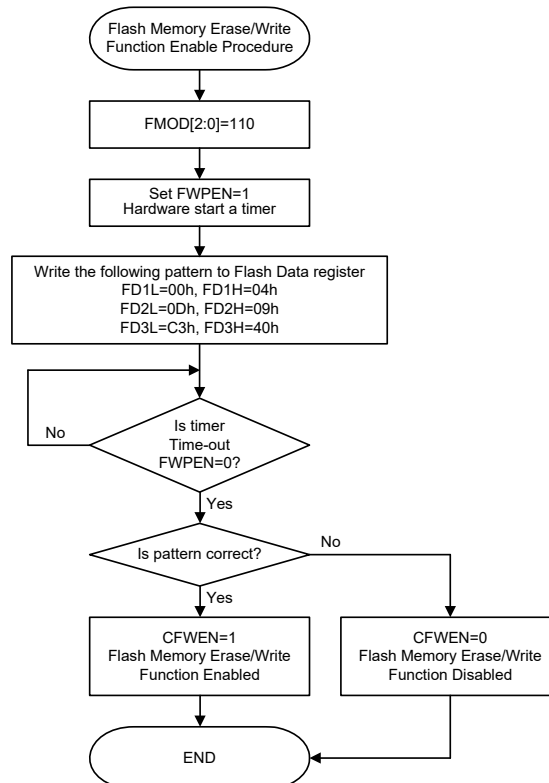 Flash Memory Erase/Write
Function Enable Procedure
FMOD[2:0]=110
Set FWPEN=1
Hardware start a timer
Write the following pattern to Flash Data register
FD1L=00h, FD1H=04h
FD2L=0Dh, FD2H=09h
FD3L=C3h, FD3H=40h
Is timer
Time-out
FWPEN=0?
No
Yes
Is pattern correct?
No
Yes
CFWEN=1
Flash Memory Erase/Write
Function Enabled
CFWEN=0
Flash Memory Erase/Write
Function Disabled
END